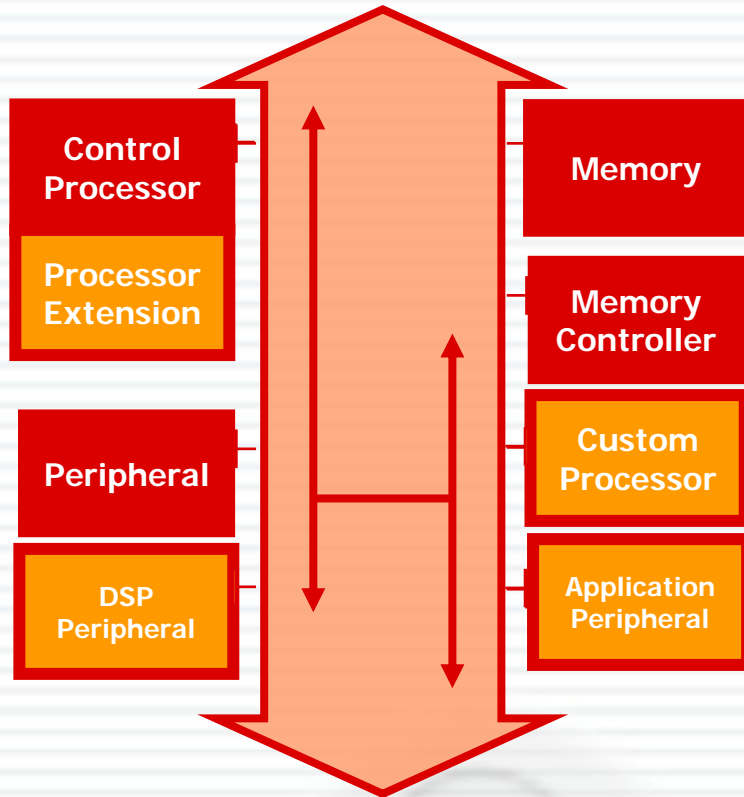 Control
Processor
Processor
Extension
Peripheral
DSP
Peripheral
Memory
Memory
Controller
Custom
Processor
Application
Peripheral